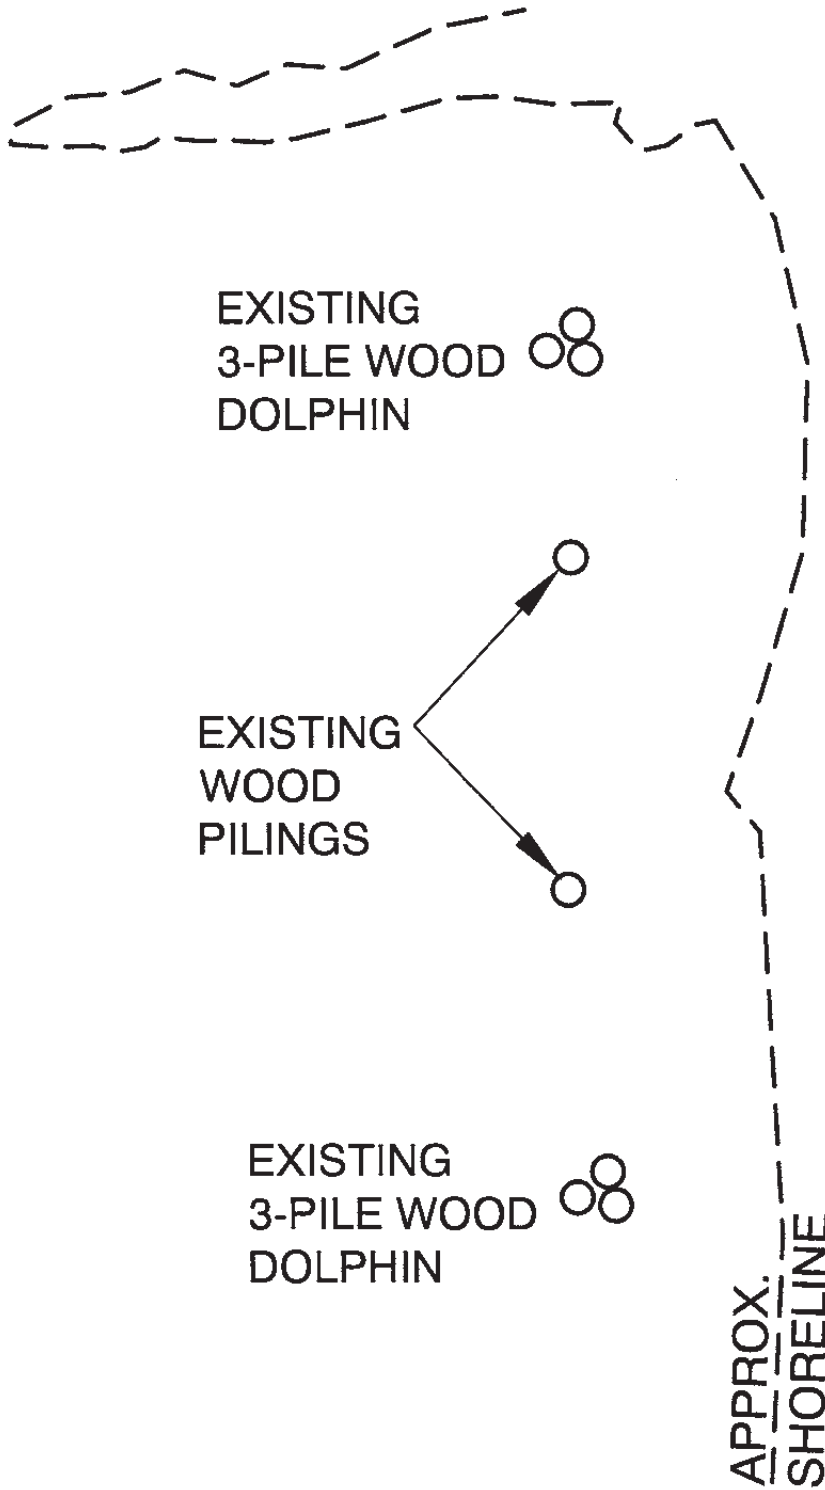 EXISTING
3-PILE WOOD
DOLPHIN
EXISTING
WOOD
PILINGS
EXISTING
3-PILE WOOD
DOLPHIN
APPROX.
SHORELINE